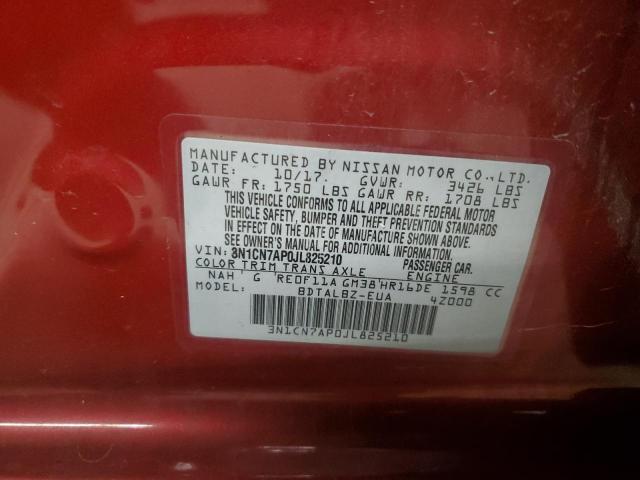 MANUFACTURED BY NISSAN MOTOR CO., LTD.
DATE: 10/17. GVWR: 3426 LBS
GAWR FR: 1750 LBS GAWR RR: 1708 LBS
THIS VEHICLE CONFORMS TO ALL APPLICABLE FEDERAL MOTOR
VEHICLE SAFETY, BUMPER AND THEFT PREVENTION STANDARDS
IN EFFECT ON THE DATE OF MANUFACTURE SHOWN ABOVE.
SEE OWNER'S MANUAL FOR ADDITIONAL INFORMATION.
VIN: 3N1CN7AP0JL825210 PASSENGER CAR.
COLOR TRIM TRANS AXLE ENGINE
NAH G RE0F11A GM38 HR16DE 1598 CC
MODEL: BDTALBZ-EUA 4Z000
3N1CN7AP0JL825210